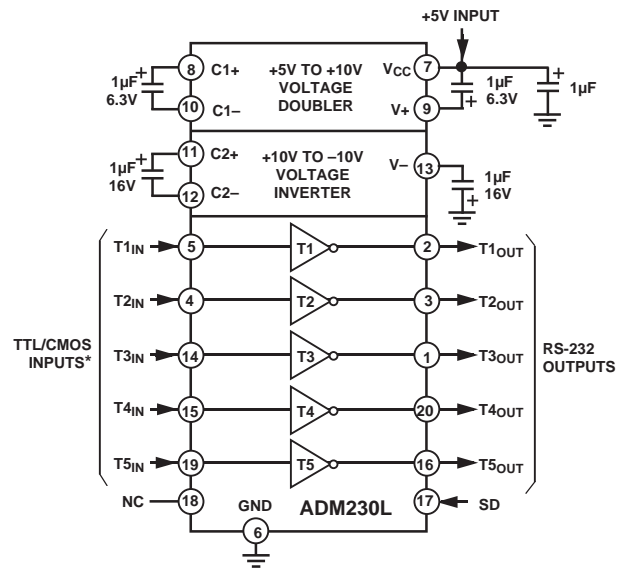 +5V INPUT
8 C1+ +5V TO +10V VCC 7
1µF 6.3V VOLTAGE DOUBLER 1µF 6.3V 1µF
10 C1– V+ 9
11 C2+ +10V TO –10V
1µF 16V VOLTAGE V– 13
12 C2– INVERTER 1µF 16V
T1IN 5 T1 2 T1OUT
T2IN 4 T2 3 T2OUT
TTL/CMOS INPUTS* T3IN 14 T3 1 T3OUT RS-232 OUTPUTS
T4IN 15 T4 20 T4OUT
T5IN 19 T5 16 T5OUT
NC 18 GND ADM230L 17 SD
6